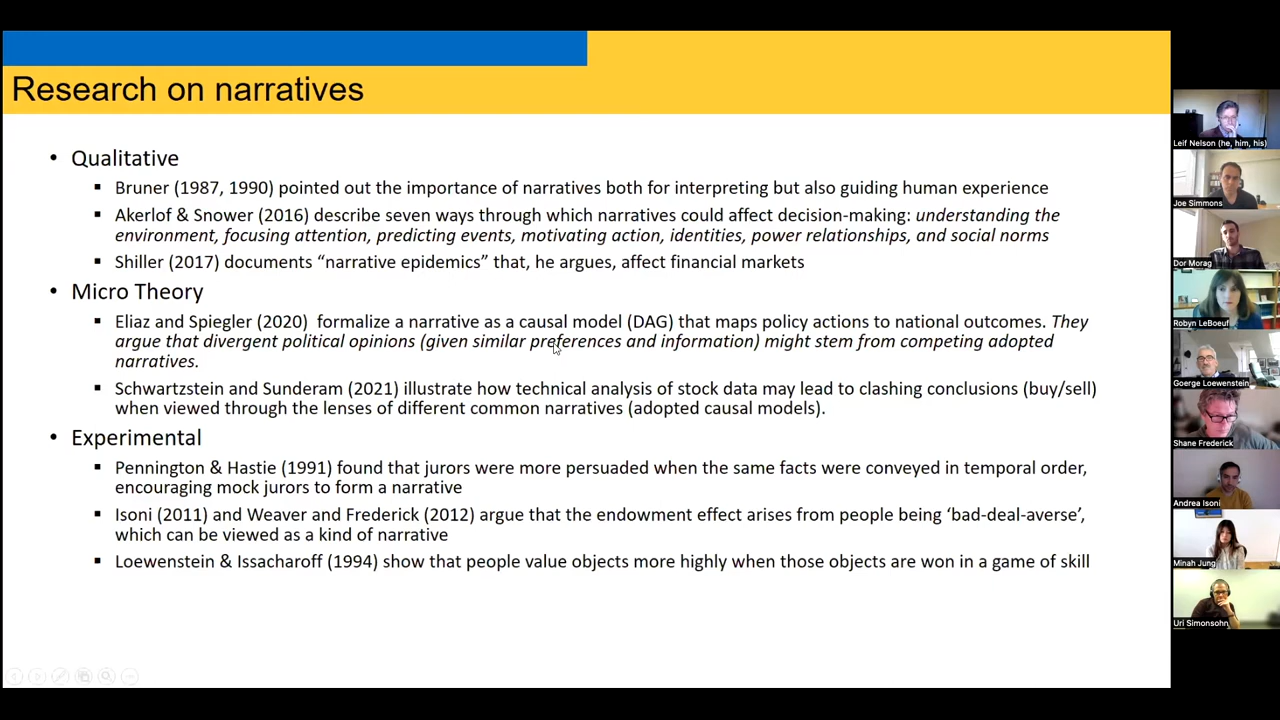 Research on narratives
• Qualitative
▪ Bruner (1987, 1990) pointed out the importance of narratives both for interpreting but also guiding human experience
▪ Akerlof & Snower (2016) describe seven ways through which narratives could affect decision-making: understanding the
environment, focusing attention, predicting events, motivating action, identities, power relationships, and social norms
▪ Shiller (2017) documents “narrative epidemics” that, he argues, affect financial markets
• Micro Theory
▪ Eliaz and Spiegler (2020)  formalize a narrative as a causal model (DAG) that maps policy actions to national outcomes. They
argue that divergent political opinions (given similar preferences and information) might stem from competing adopted
narratives.
▪ Schwartzstein and Sunderam (2021) illustrate how technical analysis of stock data may lead to clashing conclusions (buy/sell)
when viewed through the lenses of different common narratives (adopted causal models).
• Experimental
▪ Pennington & Hastie (1991) found that jurors were more persuaded when the same facts were conveyed in temporal order,
encouraging mock jurors to form a narrative
▪ Isoni (2011) and Weaver and Frederick (2012) argue that the endowment effect arises from people being ‘bad-deal-averse’,
which can be viewed as a kind of narrative
▪ Loewenstein & Issacharoff (1994) show that people value objects more highly when those objects are won in a game of skill
Leif Nelson (he, him, his)
Joe Simmons
Dor Morag
Robyn LeBoeuf
Goerge Loewenstein
Shane Frederick
Andrea Isoni
Minah Jung
Uri Simonsohn